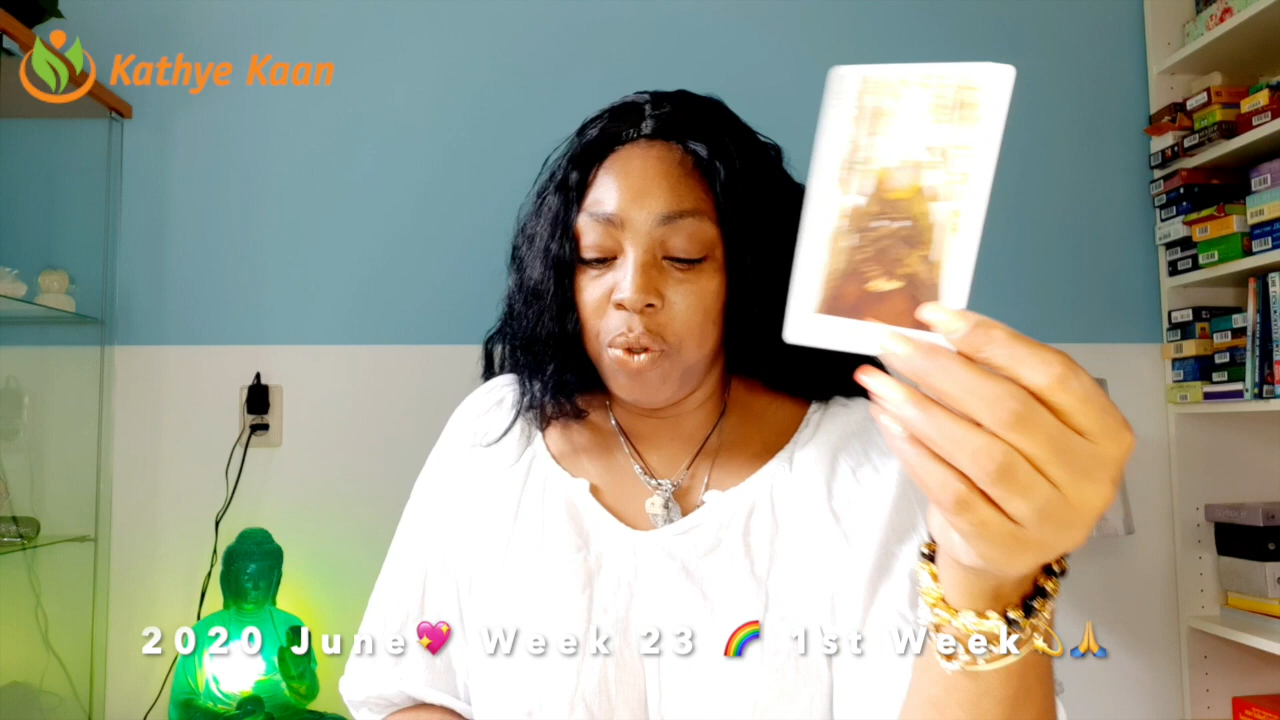 Kathye Kaan
2020 June💖 Week 23 🌈 1st Week💫🙏